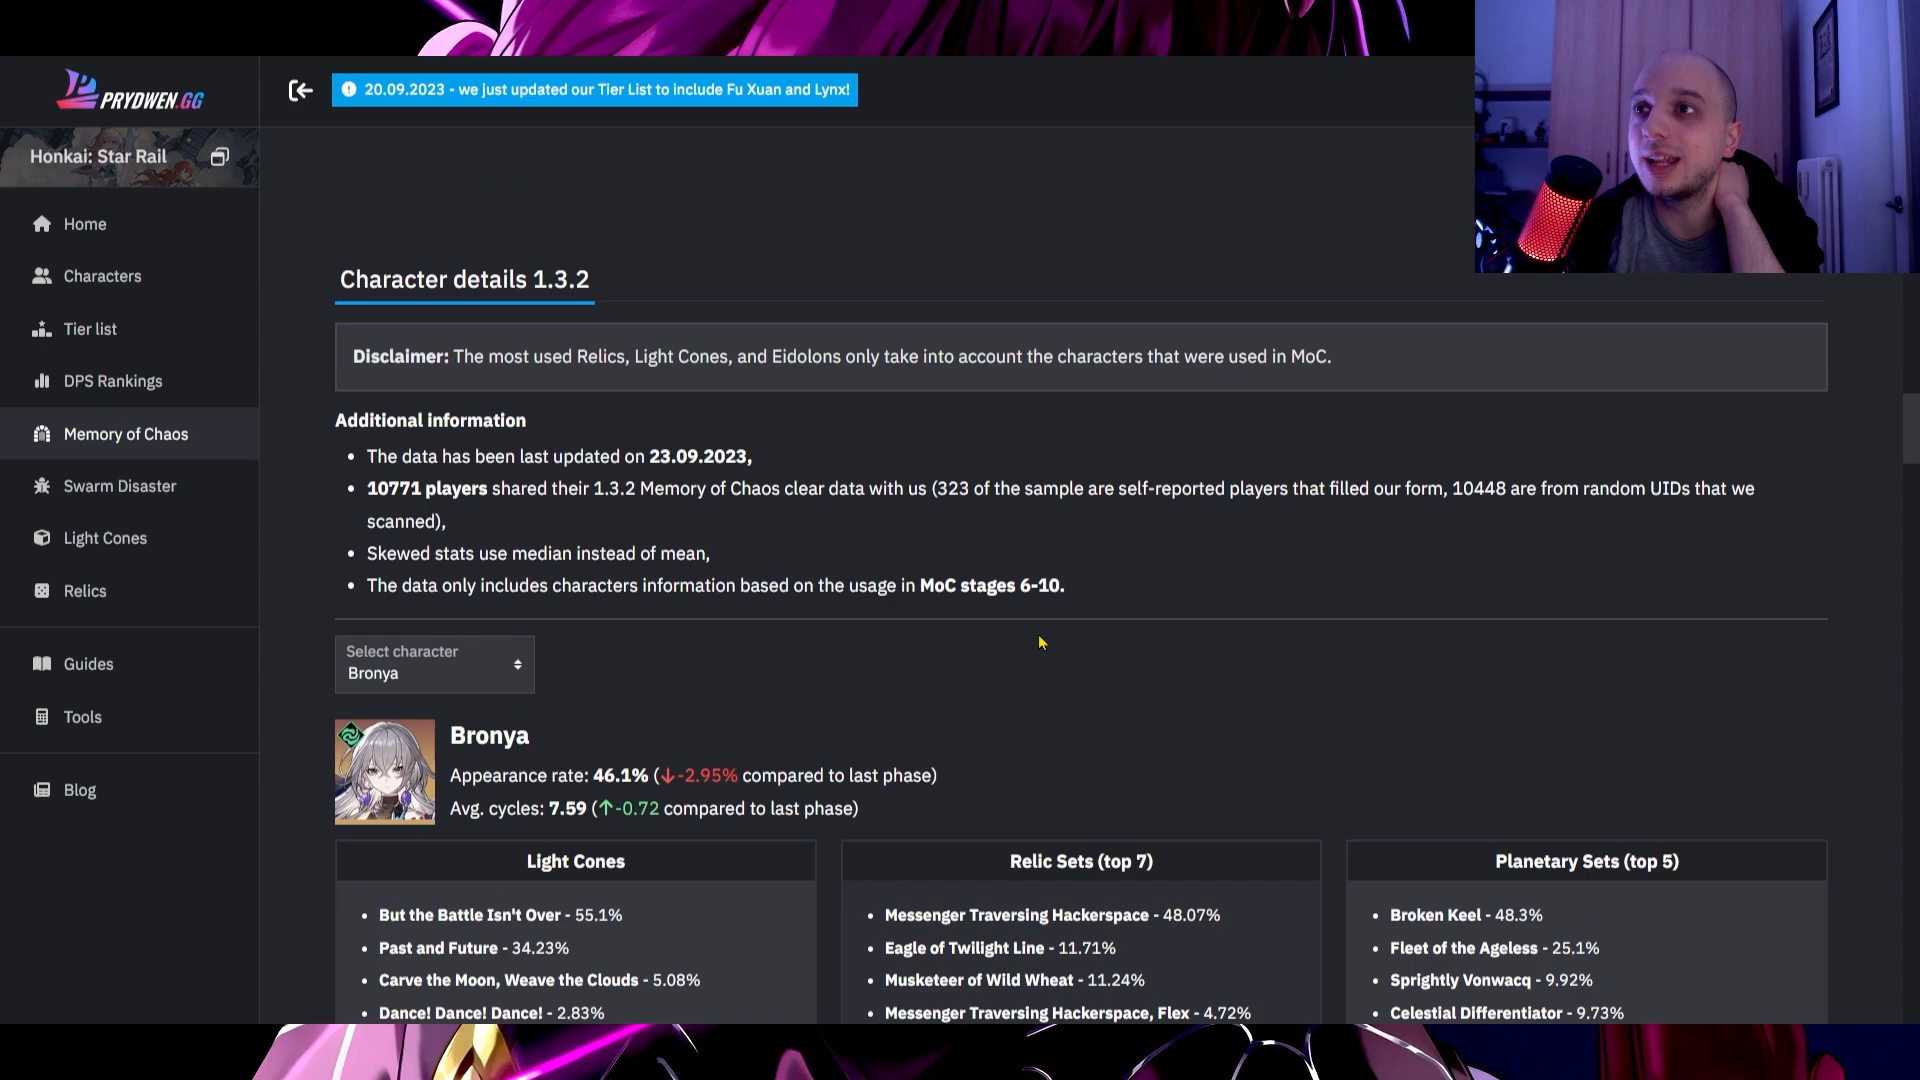 PRYDWEN.GG
20.09.2023 - we just updated our Tier List to include Fu Xuan and Lynx!
Honkai: Star Rail
Home
Characters
Tier list
DPS Rankings
Memory of Chaos
Swarm Disaster
Light Cones
Relics
Guides
Tools
Blog
Character details 1.3.2
Disclaimer: The most used Relics, Light Cones, and Eidolons only take into account the characters that were used in MoC.
Additional information
• The data has been last updated on 23.09.2023,
• 10771 players shared their 1.3.2 Memory of Chaos clear data with us (323 of the sample are self-reported players that filled our form, 10448 are from random UIDs that we
scanned),
• Skewed stats use median instead of mean,
• The data only includes characters information based on the usage in MoC stages 6-10.
Select character
Bronya
Bronya
Appearance rate: 46.1% (↓-2.95% compared to last phase)
Avg. cycles: 7.59 (↑-0.72 compared to last phase)
Light Cones
• But the Battle Isn't Over - 55.1%
• Past and Future - 34.23%
• Carve the Moon, Weave the Clouds - 5.08%
• Dance! Dance! Dance! - 2.83%
Relic Sets (top 7)
• Messenger Traversing Hackerspace - 48.07%
• Eagle of Twilight Line - 11.71%
• Musketeer of Wild Wheat - 11.24%
• Messenger Traversing Hackerspace, Flex - 4.72%
Planetary Sets (top 5)
• Broken Keel - 48.3%
• Fleet of the Ageless - 25.1%
• Sprightly Vonwacq - 9.92%
• Celestial Differentiator - 9.73%